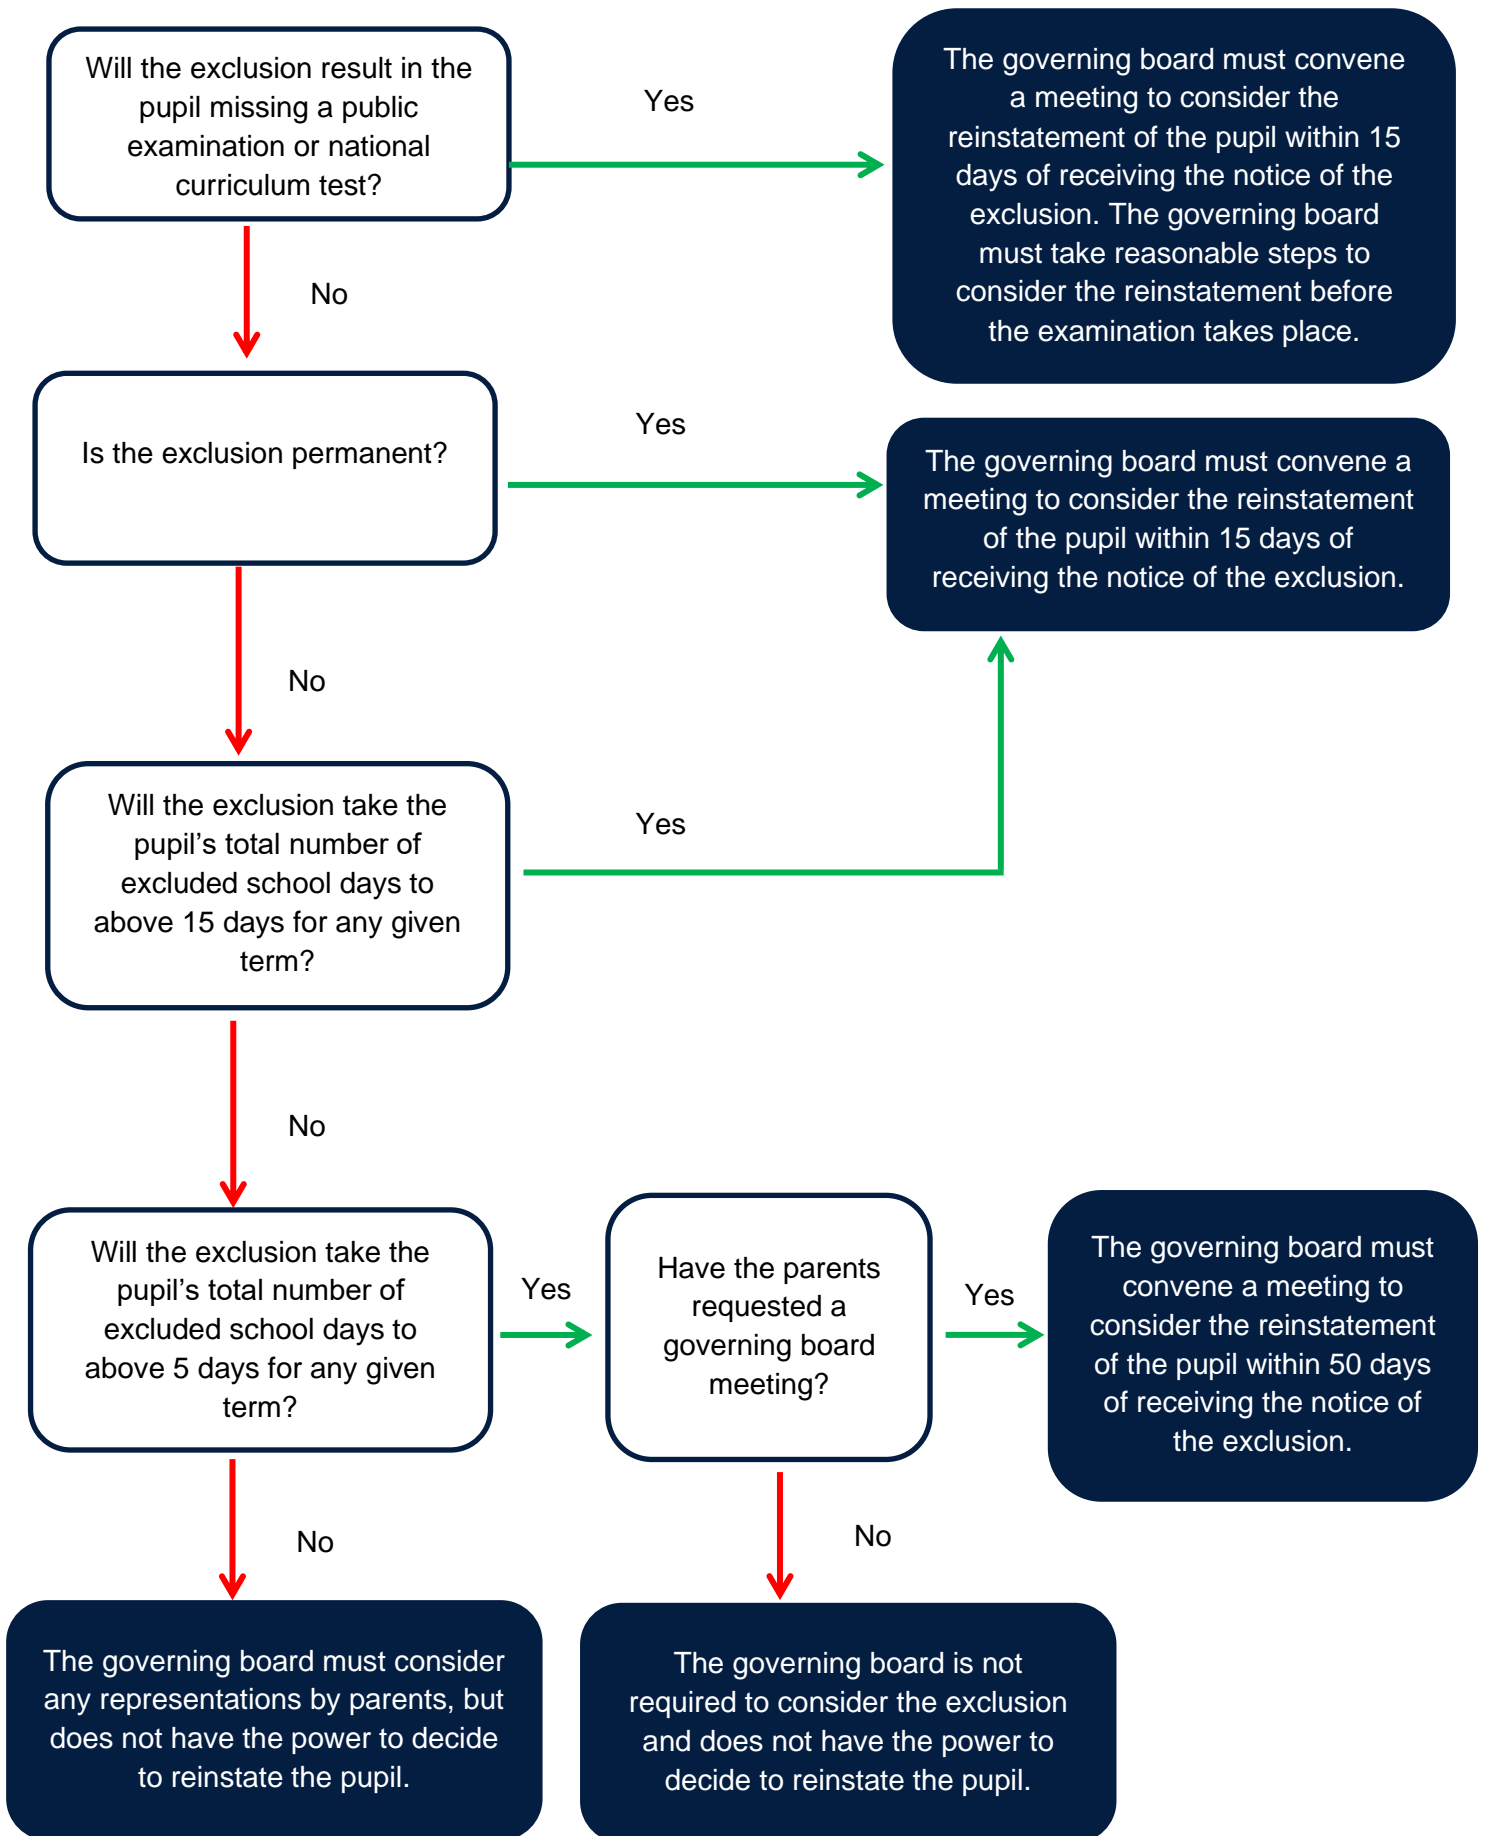 Will the exclusion result in the
pupil missing a public
examination or national
curriculum test?
Yes
The governing board must convene
a meeting to consider the
reinstatement of the pupil within 15
days of receiving the notice of the
exclusion. The governing board
must take reasonable steps to
consider the reinstatement before
the examination takes place.
No
Is the exclusion permanent?
Yes
The governing board must convene a
meeting to consider the reinstatement
of the pupil within 15 days of
receiving the notice of the exclusion.
No
Will the exclusion take the
pupil’s total number of
excluded school days to
above 15 days for any given
term?
Yes
No
Will the exclusion take the
pupil’s total number of
excluded school days to
above 5 days for any given
term?
Yes
Have the parents
requested a
governing board
meeting?
Yes
The governing board must
convene a meeting to
consider the reinstatement
of the pupil within 50 days
of receiving the notice of
the exclusion.
No
No
The governing board must consider
any representations by parents, but
does not have the power to decide
to reinstate the pupil.
The governing board is not
required to consider the exclusion
and does not have the power to
decide to reinstate the pupil.